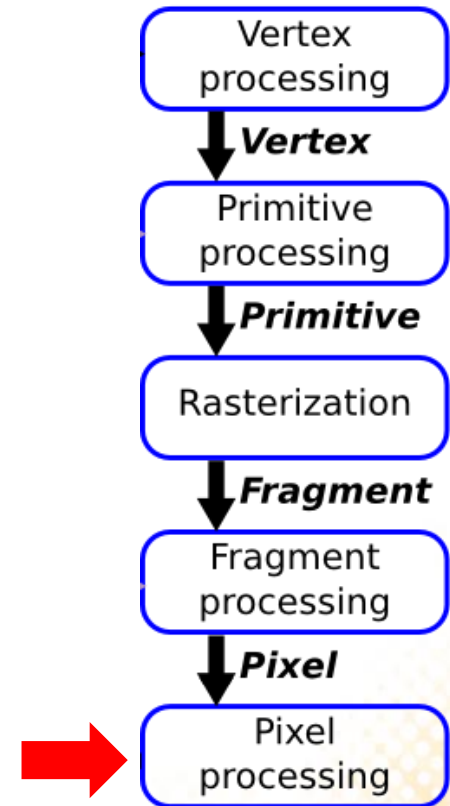 Vertex
processing
Vertex
Primitive
processing
Primitive
Rasterization
Fragment
Fragment
processing
Pixel
Pixel
processing